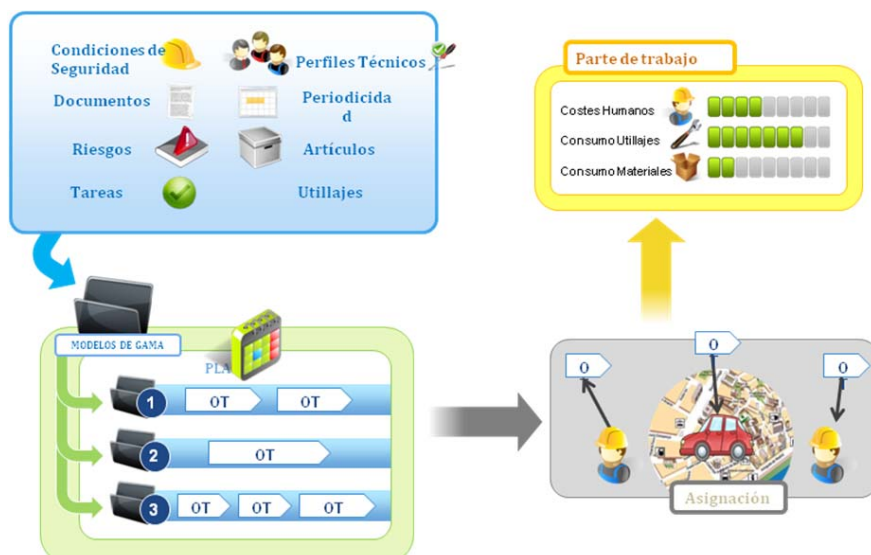 Condiciones de
Seguridad
Perfiles Técnicos
Documentos
Periodicida
d
Riesgos
Artículos
Tareas
Utillajes
Parte de trabajo
Costes Humanos
Consumo Utillajes
Consumo Materiales
MODELOS DE GAMA
PLA
1
OT
OT
2
OT
3
OT
OT
OT
O
O
O
Asignación